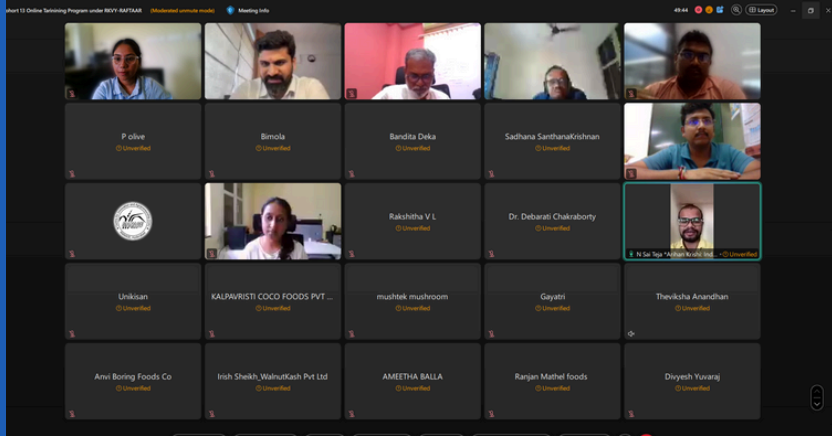 ohort 13 Online Tarinining Program under RKVY-RAFTAAR (Moderated unmute mode) Meeting Info 49:44 Layout
P olive
Unverified
Bimola
Unverified
Bandita Deka
Unverified
Sadhana SanthanaKrishnan
Unverified
Rakshitha V L
Unverified
Dr. Debarati Chakraborty
Unverified
N Sai Teja "Arihan Krishi: Ind... • Unverified
Unikisan
Unverified
KALPAVRISTI COCO FOODS PVT ...
Unverified
mushtek mushroom
Unverified
Gayatri
Unverified
Theviksha Anandhan
Unverified
Anvi Boring Foods Co
Unverified
Irish Sheikh_WalnutKash Pvt Ltd
Unverified
AMEETHA BALLA
Unverified
Ranjan Mathel foods
Unverified
Divyesh Yuvaraj
Unverified